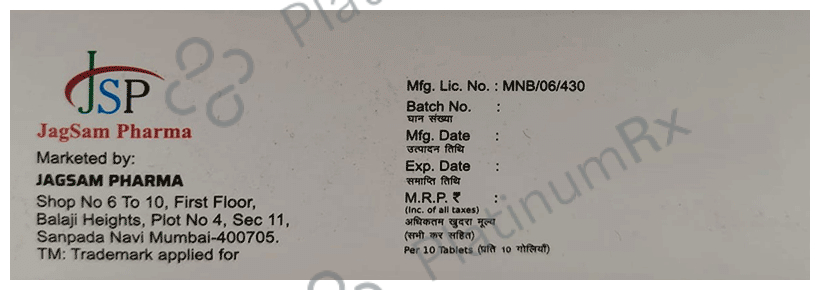 JSP
JagSam Pharma
Marketed by:
JAGSAM PHARMA
Shop No 6 To 10, First Floor,
Balaji Heights, Plot No 4, Sec 11,
Sanpada Navi Mumbai-400705.
TM: Trademark applied for
Mfg. Lic. No. : MNB/06/430
Batch No. :
घान संख्या
Mfg. Date :
उत्पादन तिथि
Exp. Date :
समाप्ति तिथि
M.R.P. ₹ :
(Inc. of all taxes)
अधिकतम खुदरा मूल्य
(सभी कर सहित)
Per 10 Tablets (प्रति 10 गोलियाँ)
PlatinumRx